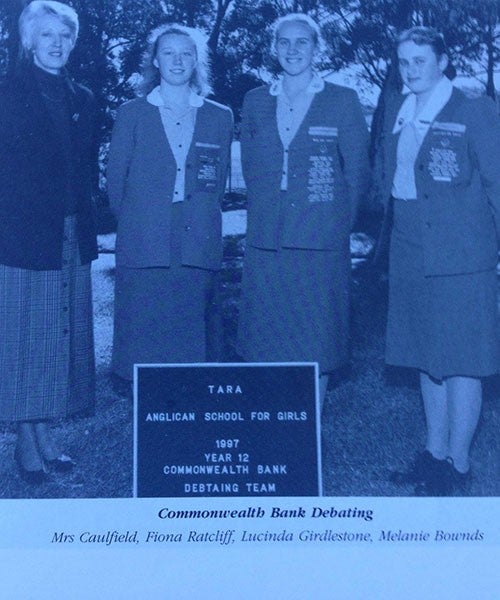 TARA
ANGLICAN SCHOOL FOR GIRLS
1997
YEAR 12
COMMONWEALTH BANK
DEBTAING TEAM
Commonwealth Bank Debating
Mrs Caulfield, Fiona Ratcliff, Lucinda Girdlestone, Melanie Bownds